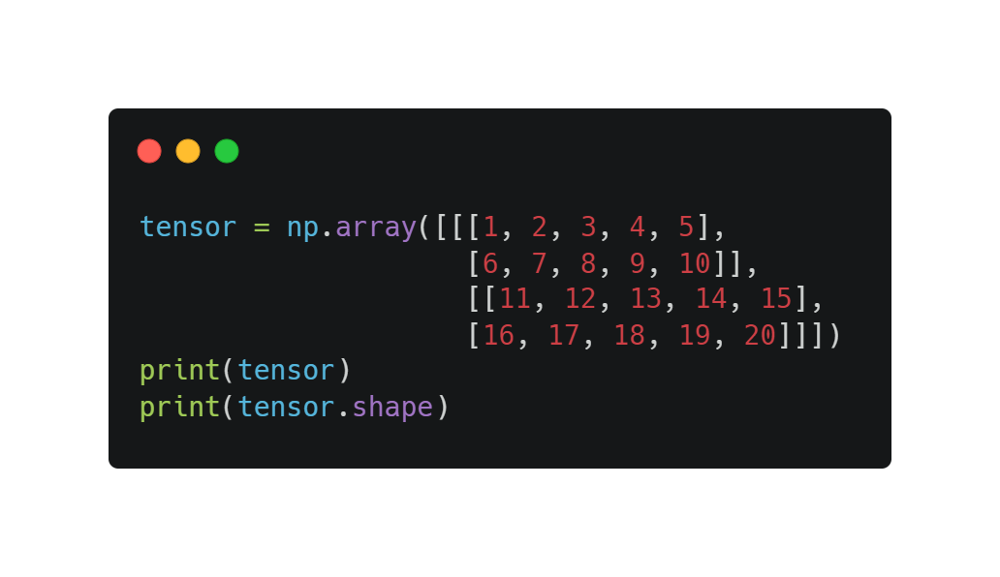 tensor = np.array([[[1, 2, 3, 4, 5],
                    [6, 7, 8, 9, 10]],
                    [[11, 12, 13, 14, 15],
                    [16, 17, 18, 19, 20]]])
print(tensor)
print(tensor.shape)